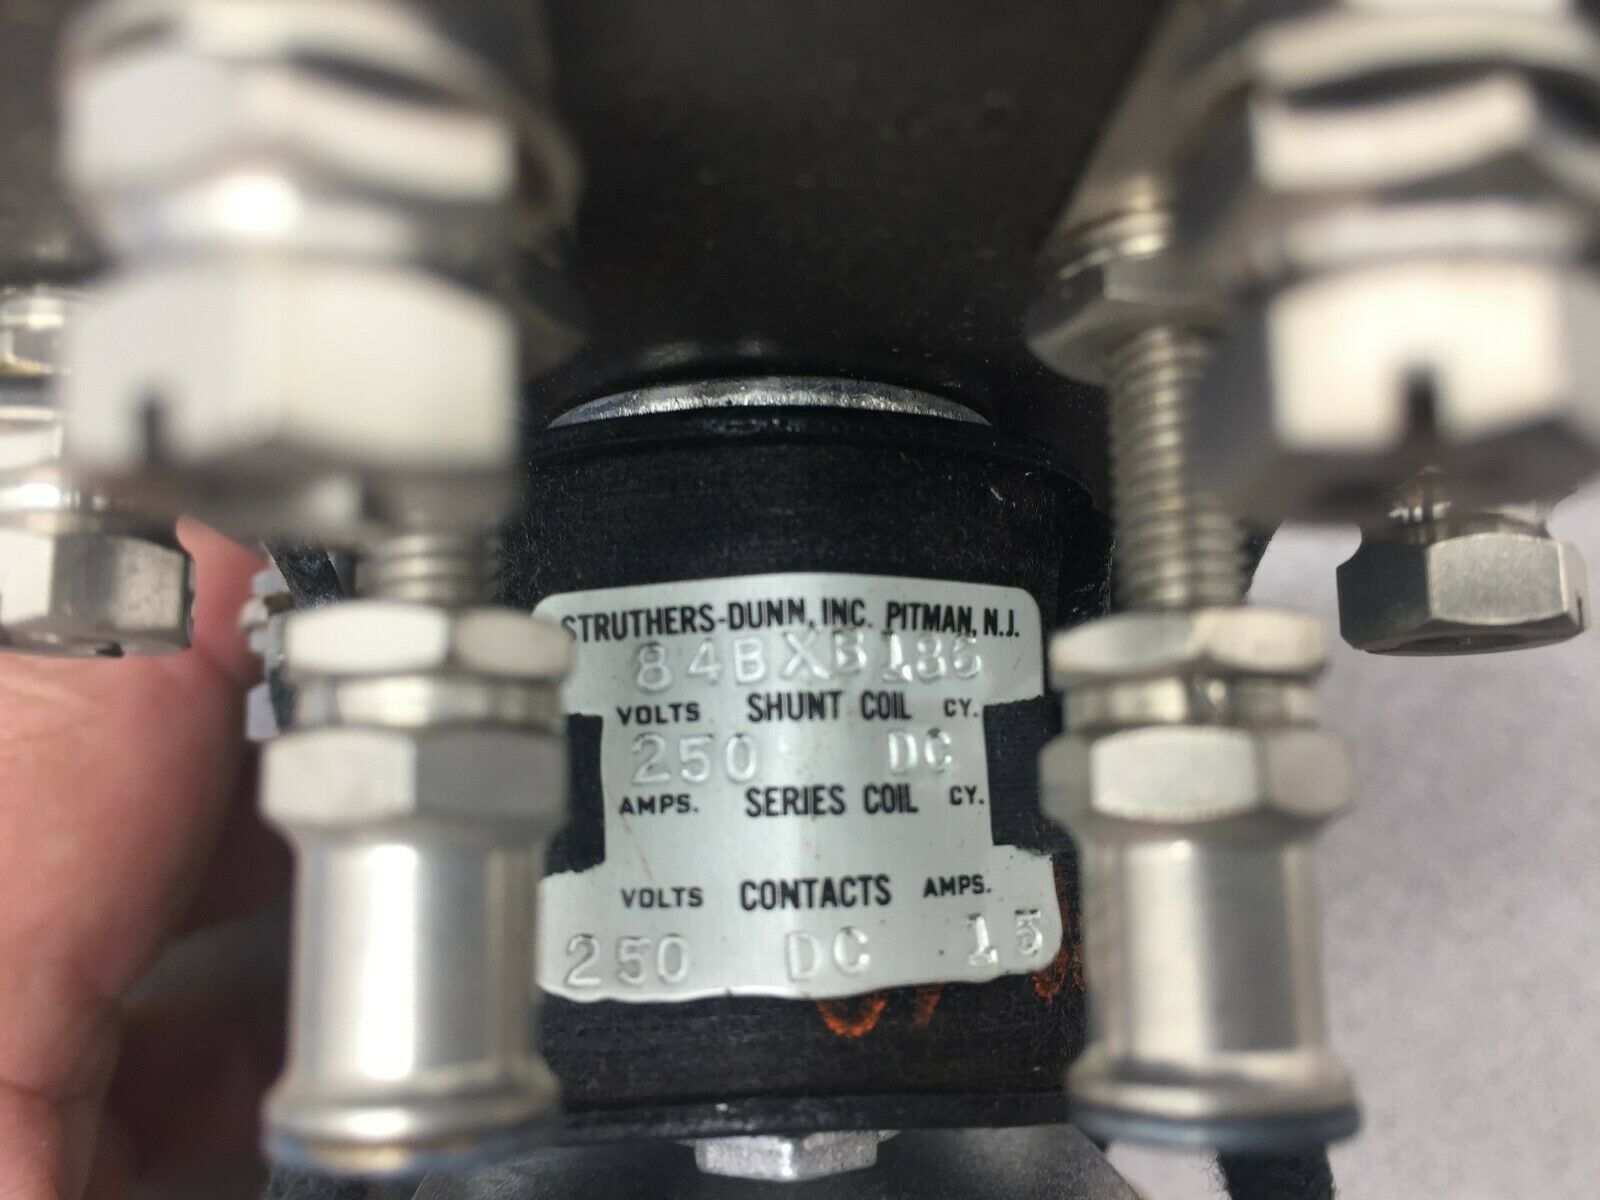 STRUTHERS-DUNN, INC. PITMAN, N.J.
84BXB186
VOLTS SHUNT COIL CY.
250 DC
AMPS. SERIES COIL CY.
VOLTS CONTACTS AMPS.
250 DC 15